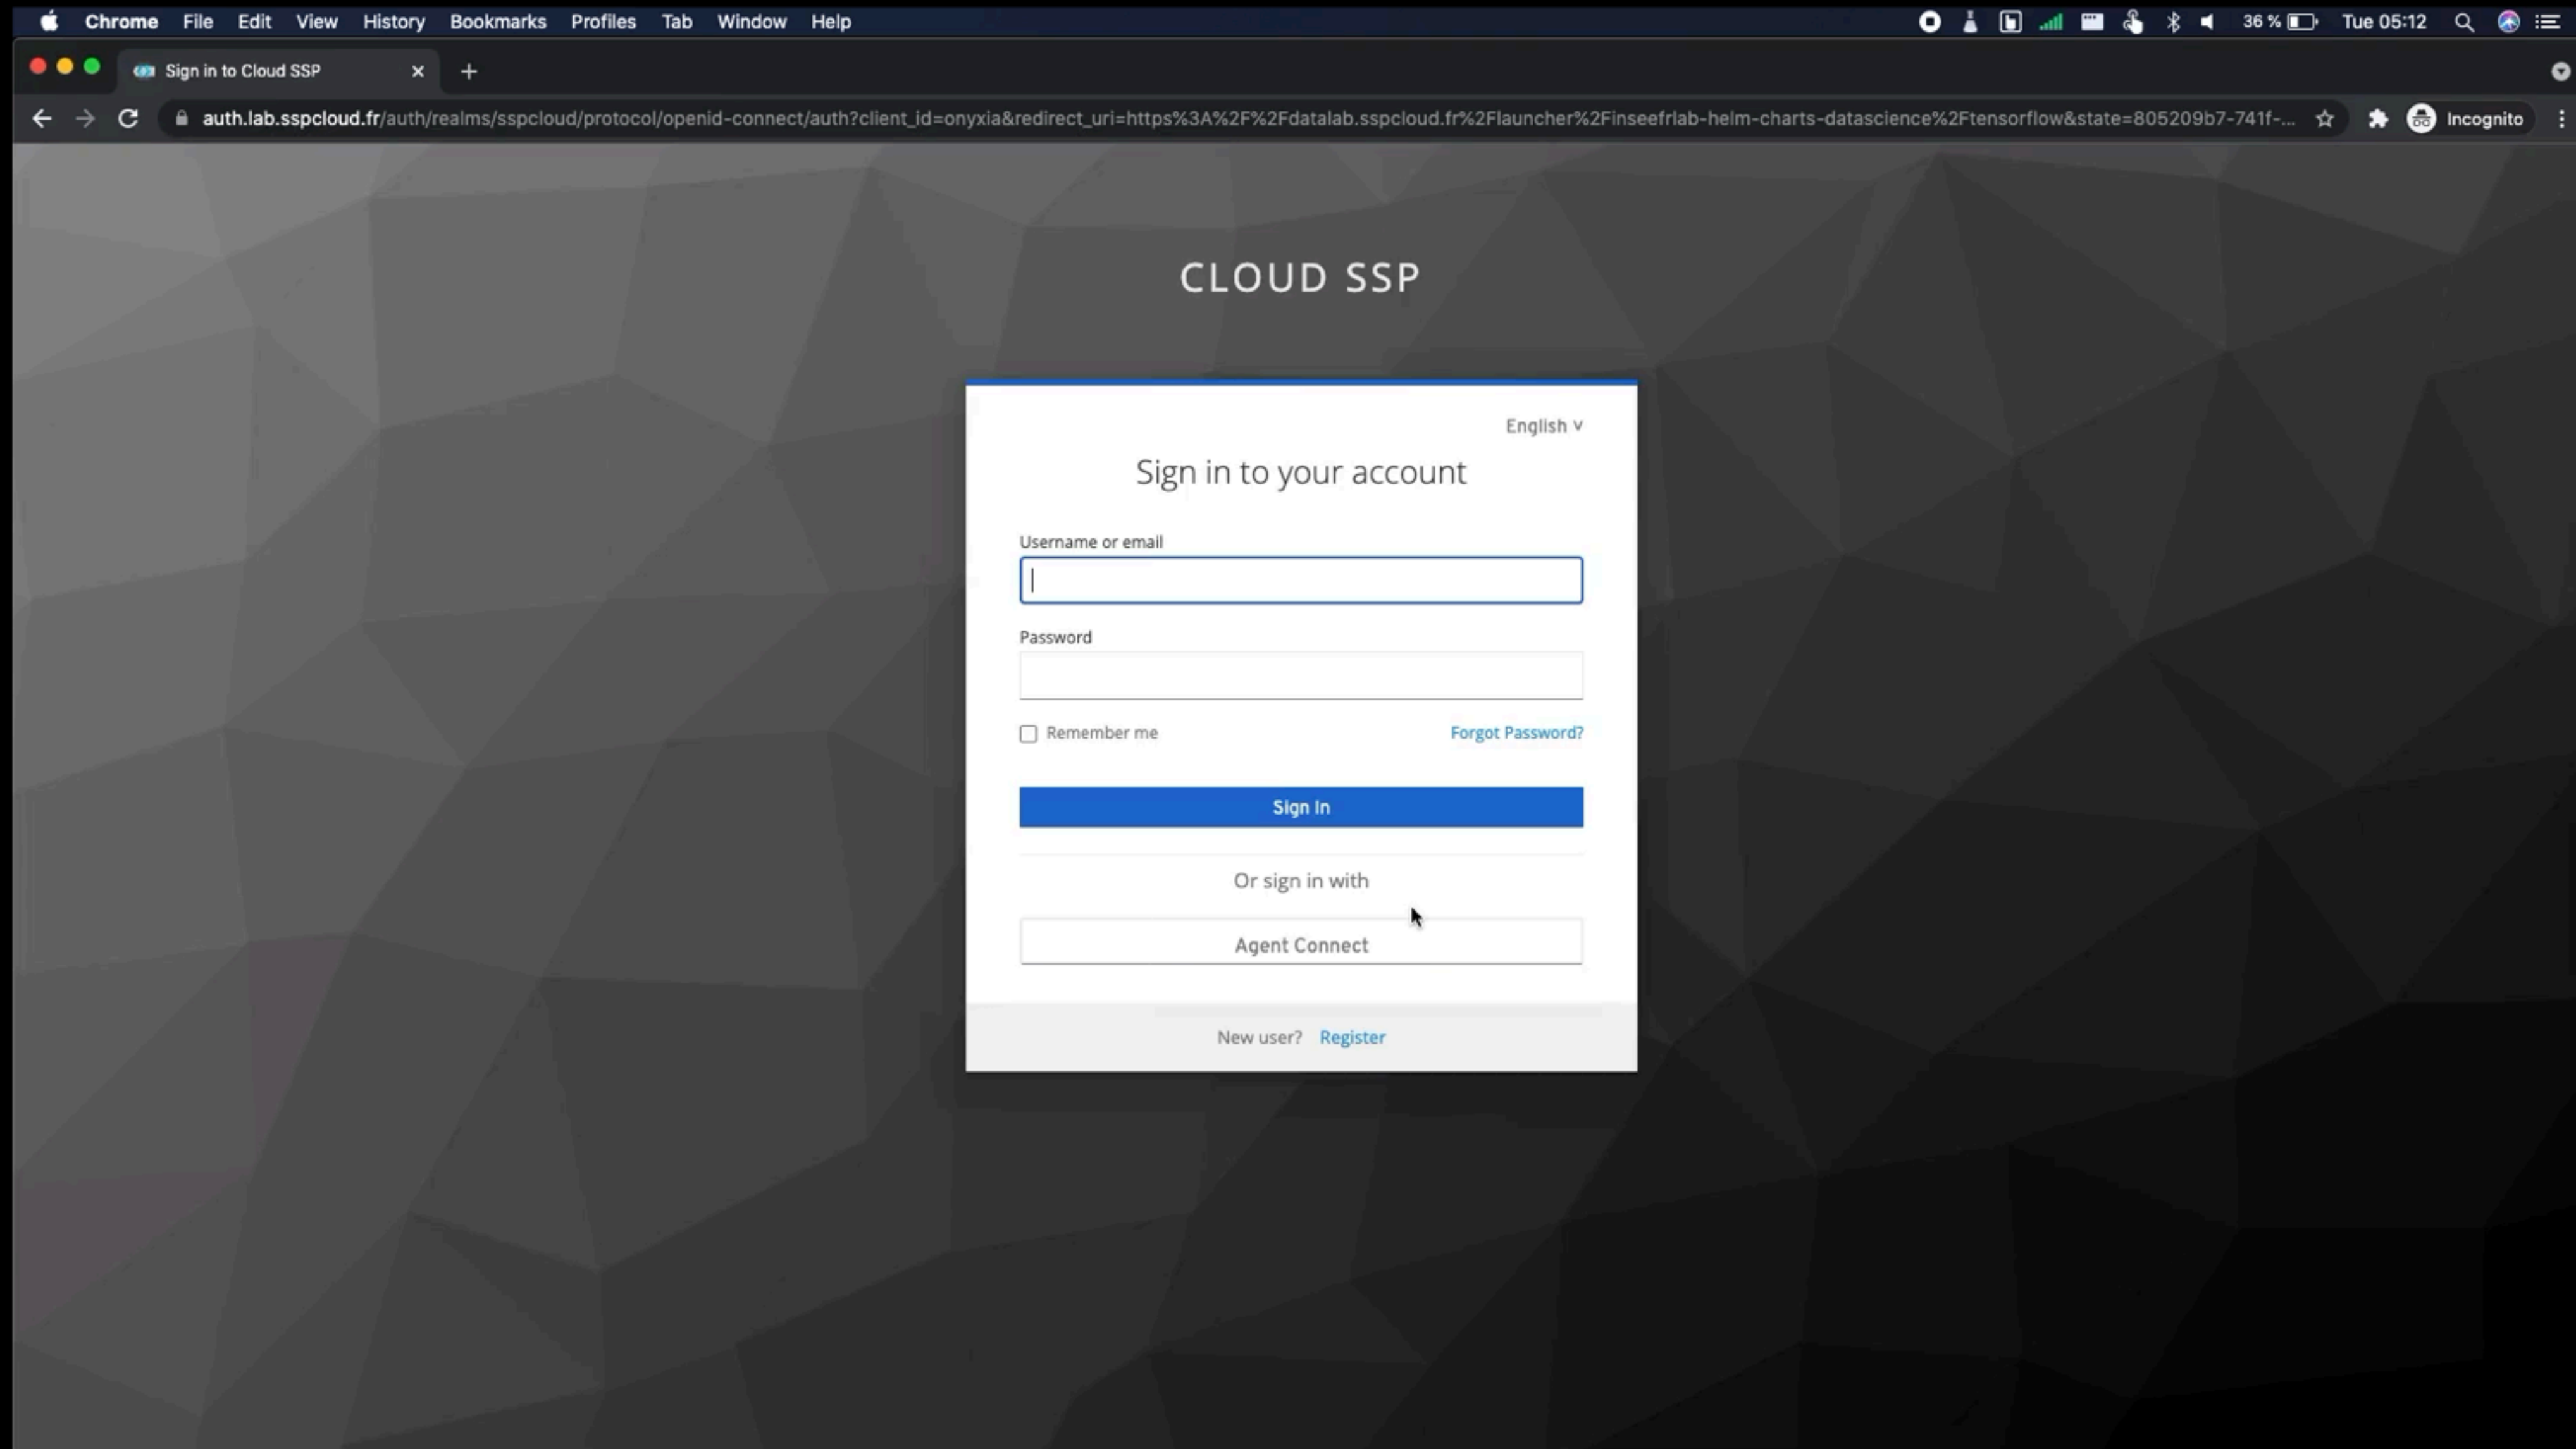 Chrome File Edit View History Bookmarks Profiles Tab Window Help 36 % Tue 05:12
Sign in to Cloud SSP
auth.lab.sspcloud.fr/auth/realms/sspcloud/protocol/openid-connect/auth?client_id=onyxia&redirect_uri=https%3A%2F%2Fdatalab.sspcloud.fr%2Flauncher%2Finseefrlab-helm-charts-datascience%2Ftensorflow&state=805209b7-741f-... Incognito
CLOUD SSP
English
Sign in to your account
Username or email
Password
Remember me Forgot Password?
Sign In
Or sign in with
Agent Connect
New user? Register